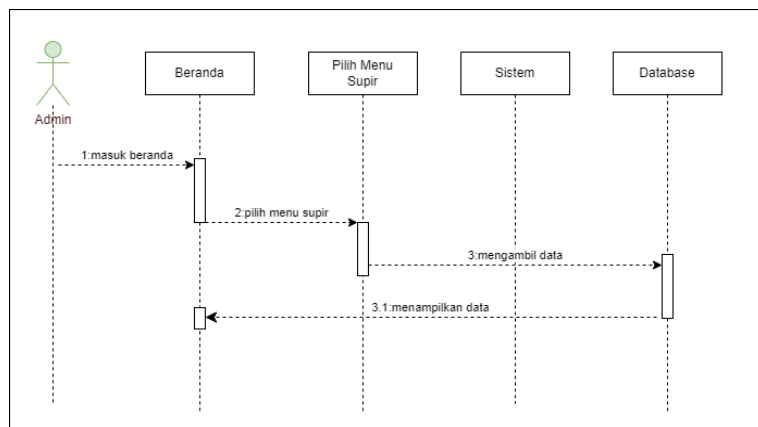 Beranda
Pilih Menu
Supir
Sistem
Database
Admin
1:masuk beranda
2:pilih menu supir
3:mengambil data
3.1:menampilkan data